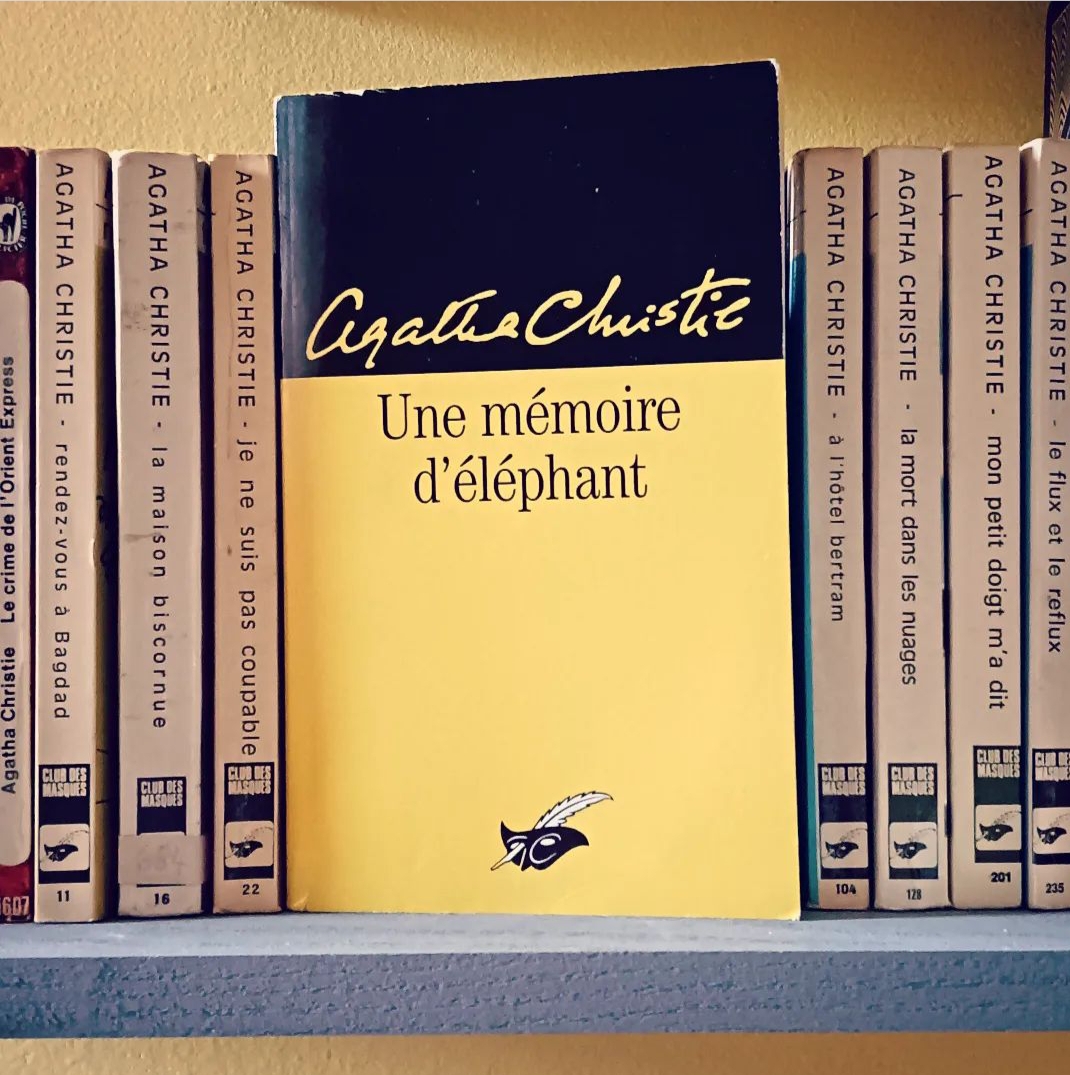 Agatha Christie Le crime de l'Orient Express
5607
AGATHA CHRISTIE - rendez-vous à Bagdad
CLUB DES
MASQUES
11
AGATHA CHRISTIE - la maison biscornue
CLUB DES
MASQUES
16
AGATHA CHRISTIE - je ne suis pas coupable
CLUB DES
MASQUES
22
Agatha Christie
Une mémoire
d'éléphant
AGATHA CHRISTIE - à l'hôtel bertram
CLUB DES
MASQUES
104
AGATHA CHRISTIE - la mort dans les nuages
CLUB DES
MASQUES
128
AGATHA CHRISTIE - mon petit doigt m'a dit
CLUB DES
MASQUES
201
AGATHA CHRISTIE - le flux et le reflux
CLUB DES
MASQUES
235